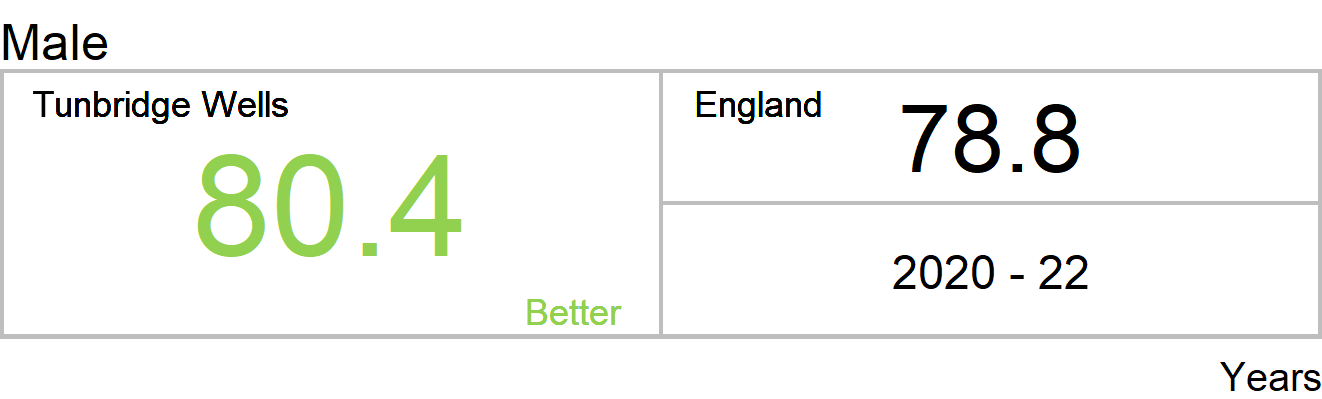 Male
Tunbridge Wells
80.4
Better
England
78.8
2020 - 22
Years